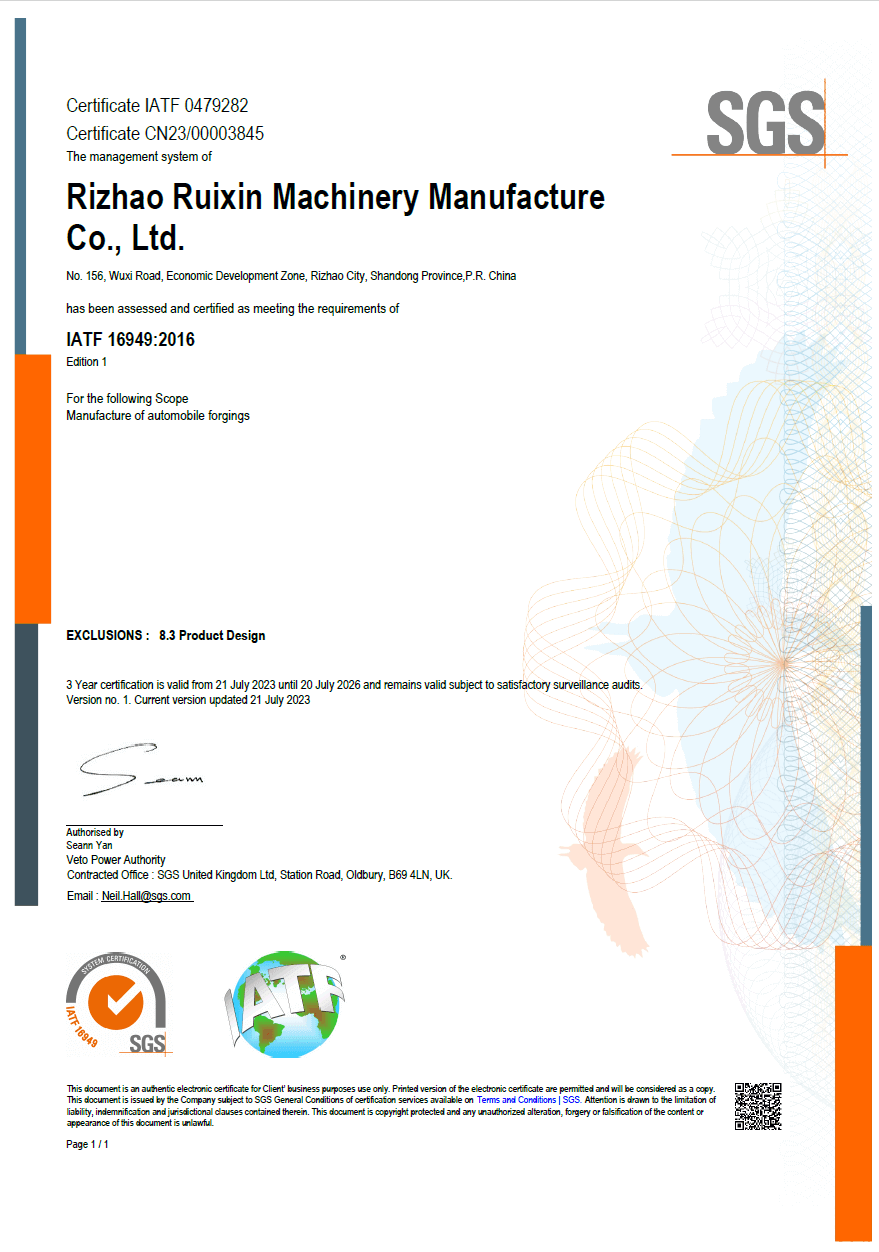 SGS
Certificate IATF 0479282
Certificate CN23/00003845
The management system of
Rizhao Ruixin Machinery Manufacture
Co., Ltd.
No. 156, Wuxi Road, Economic Development Zone, Rizhao City, Shandong Province,P.R. China
has been assessed and certified as meeting the requirements of
IATF 16949:2016
Edition 1
For the following Scope
Manufacture of automobile forgings
EXCLUSIONS : 8.3 Product Design
3 Year certification is valid from 21 July 2023 until 20 July 2026 and remains valid subject to satisfactory surveillance audits.
Version no. 1. Current version updated 21 July 2023
Seann
Authorised by
Seann Yan
Veto Power Authority
Contracted Office : SGS United Kingdom Ltd, Station Road, Oldbury, B69 4LN, UK.
Email : Neil.Hall@sgs.com
SYSTEM CERTIFICATION
IATF 16949
SGS
IATF
®
This document is an authentic electronic certificate for Client' business purposes use only. Printed version of the electronic certificate are permitted and will be considered as a copy.
This document is issued by the Company subject to SGS General Conditions of certification services available on Terms and Conditions | SGS. Attention is drawn to the limitation of
liability, indemnification and jurisdictional clauses contained therein. This document is copyright protected and any unauthorized alteration, forgery or falsification of the content or
appearance of this document is unlawful.
Page 1 / 1